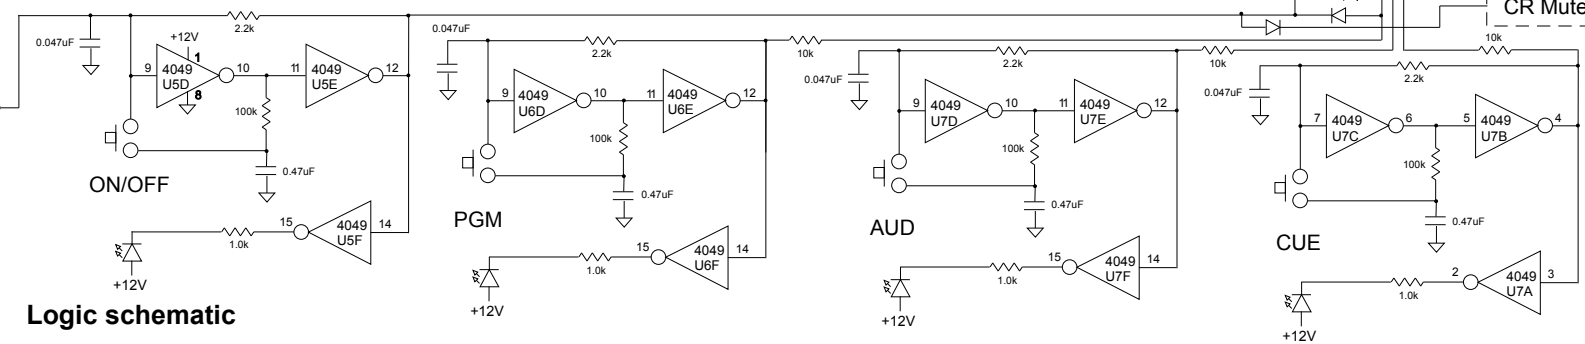 CR Mute
2.2k
0.047uF
+12V
1
9
4049
U5D
10
8
11
4049
U5E
12
100k
0.47uF
ON/OFF
15
4049
U5F
14
1.0k
+12V
0.047uF
2.2k
10k
9
4049
U6D
10
11
4049
U6E
12
100k
0.47uF
PGM
15
4049
U6F
14
1.0k
+12V
0.047uF
2.2k
10k
9
4049
U7D
10
11
4049
U7E
12
100k
0.47uF
AUD
15
4049
U7F
14
1.0k
+12V
10k
0.047uF
2.2k
7
4049
U7C
6
5
4049
U7B
4
100k
0.47uF
CUE
2
4049
U7A
3
1.0k
+12V
Logic schematic